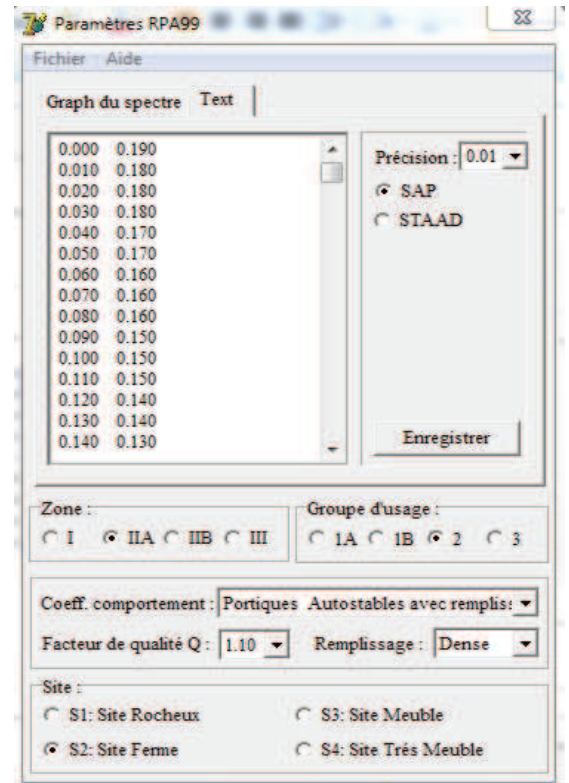 Paramètres RPA99
Fichier Aide
Graph du spectre Text
0.000 0.190
0.010 0.180
0.020 0.180
0.030 0.180
0.040 0.170
0.050 0.170
0.060 0.160
0.070 0.160
0.080 0.160
0.090 0.150
0.100 0.150
0.110 0.150
0.120 0.140
0.130 0.140
0.140 0.130
Précision : 0.01
SAP
STAAD
Enregistrer
Zone :
I IIA IIB III
Groupe d'usage :
1A 1B 2 3
Coeff. comportement : Portiques Autostables avec remplis
Facteur de qualité Q : 1.10 Remplissage : Dense
Site :
S1: Site Rocheux S3: Site Meuble
S2: Site Ferme S4: Site Trés Meuble